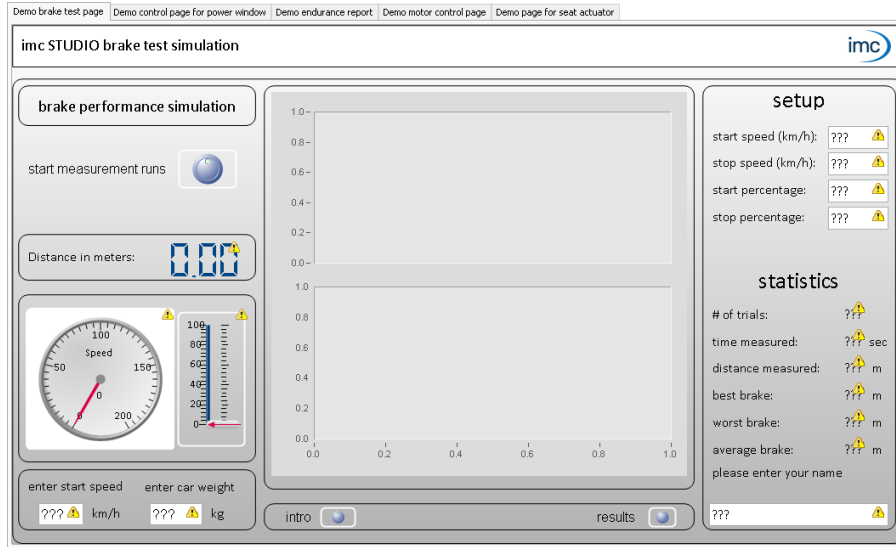 Demo brake test page Demo control page for power window Demo endurance report Demo motor control page Demo page for seat actuator
imc STUDIO brake test simulation
imc
brake performance simulation
start measurement runs
Distance in meters: 0.00
100
50 Speed 150
0
0 200
100
80
60
40
20
0
enter start speed enter car weight
??? km/h ??? kg
1.0
0.8
0.6
0.4
0.2
0.0
1.0
0.8
0.6
0.4
0.2
0.0
0.0 0.2 0.4 0.6 0.8 1.0
intro results
setup
start speed (km/h): ???
stop speed (km/h): ???
start percentage: ???
stop percentage: ???
statistics
# of trials: ???
time measured: ??? sec
distance measured: ??? m
best brake: ??? m
worst brake: ??? m
average brake: ??? m
please enter your name
???